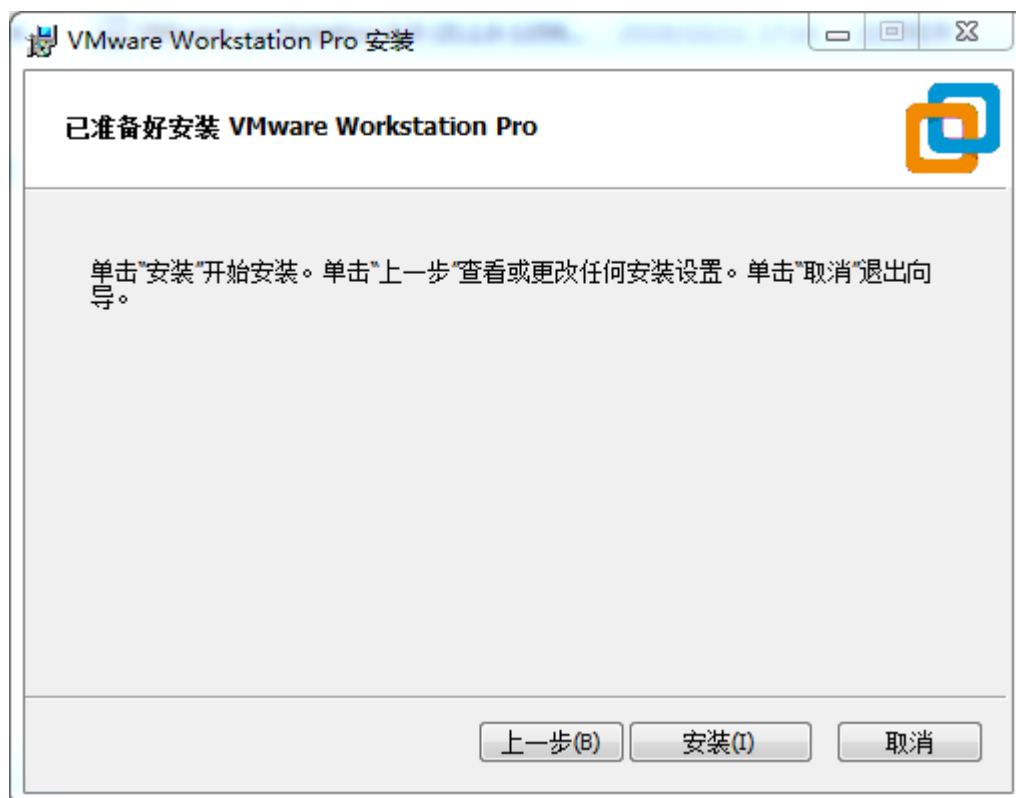 VMware Workstation Pro 安装
已准备好安装 VMware Workstation Pro
单击"安装"开始安装。单击"上一步"查看或更改任何安装设置。单击"取消"退出向
导。
上一步(B) 安装(I) 取消